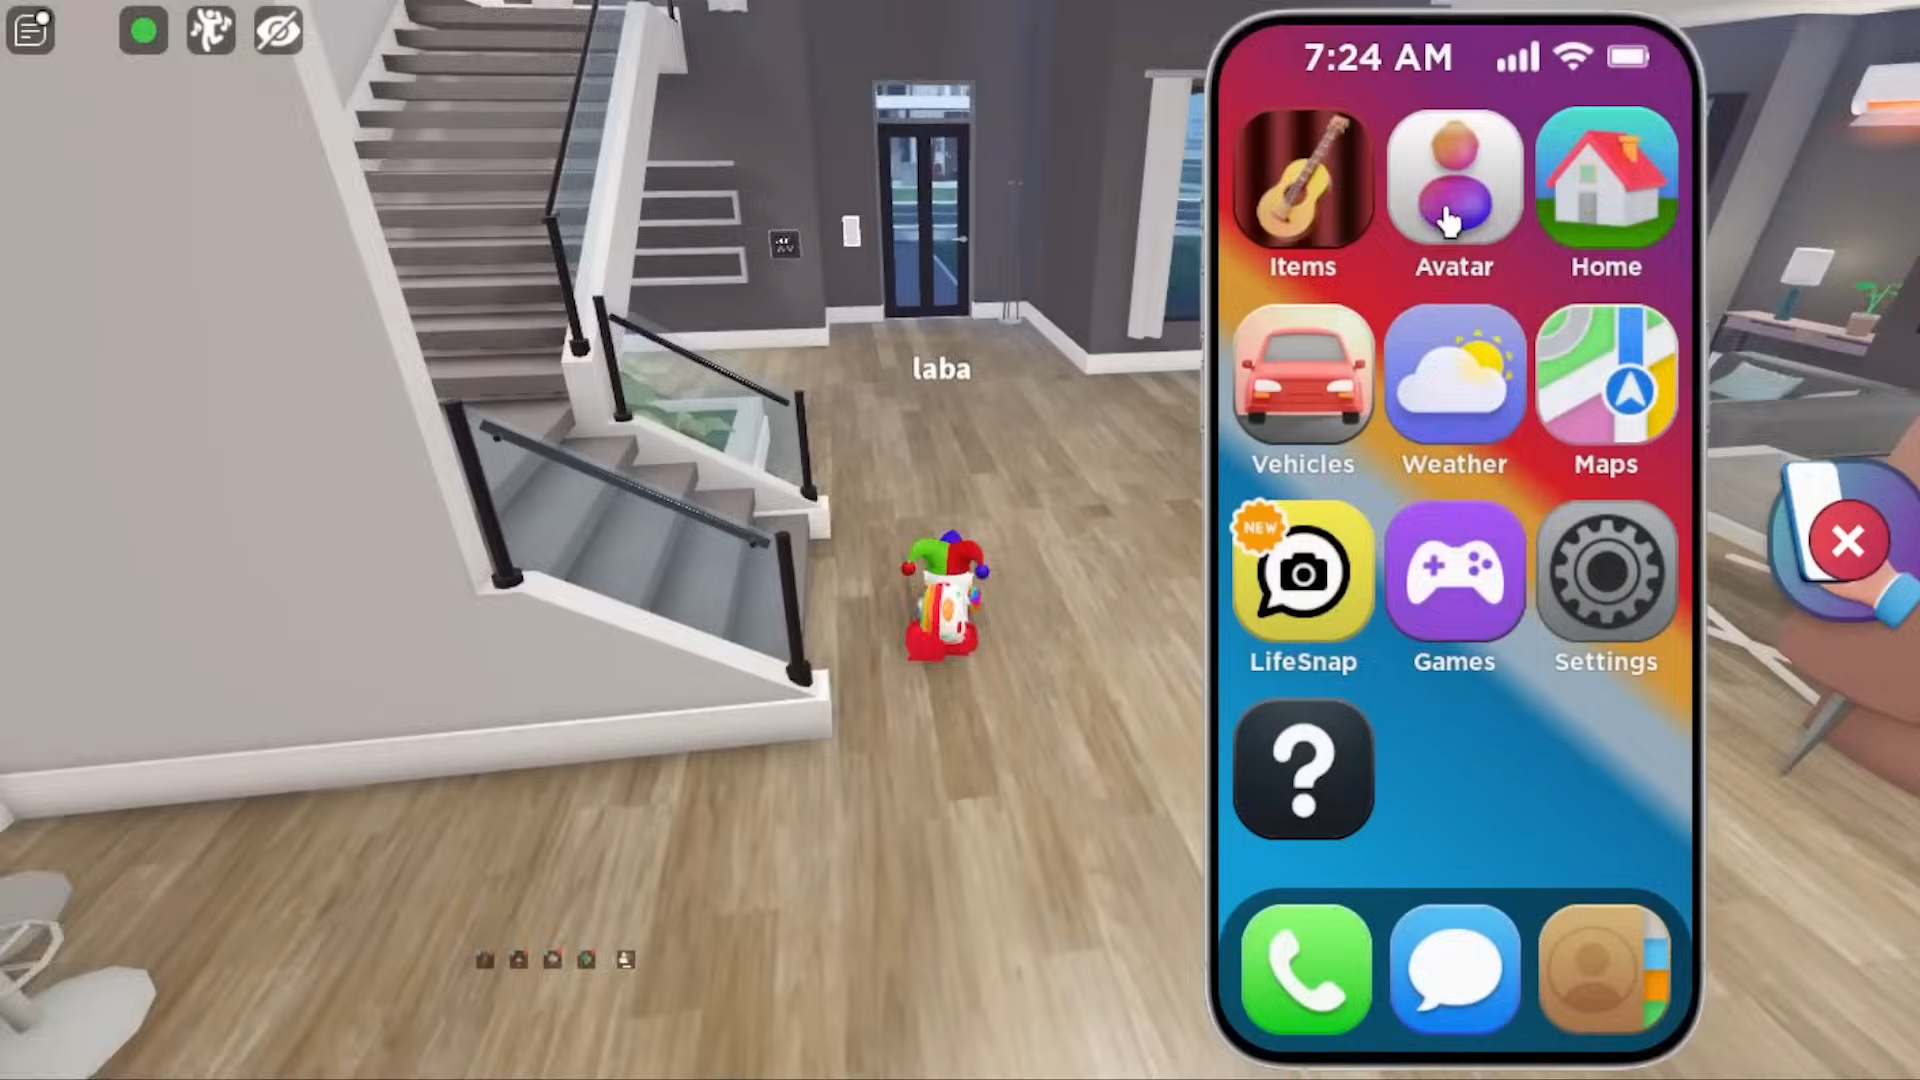 7:24 AM
Items
Avatar
Home
laba
Vehicles
Weather
Maps
NEW
LifeSnap
Games
Settings
?